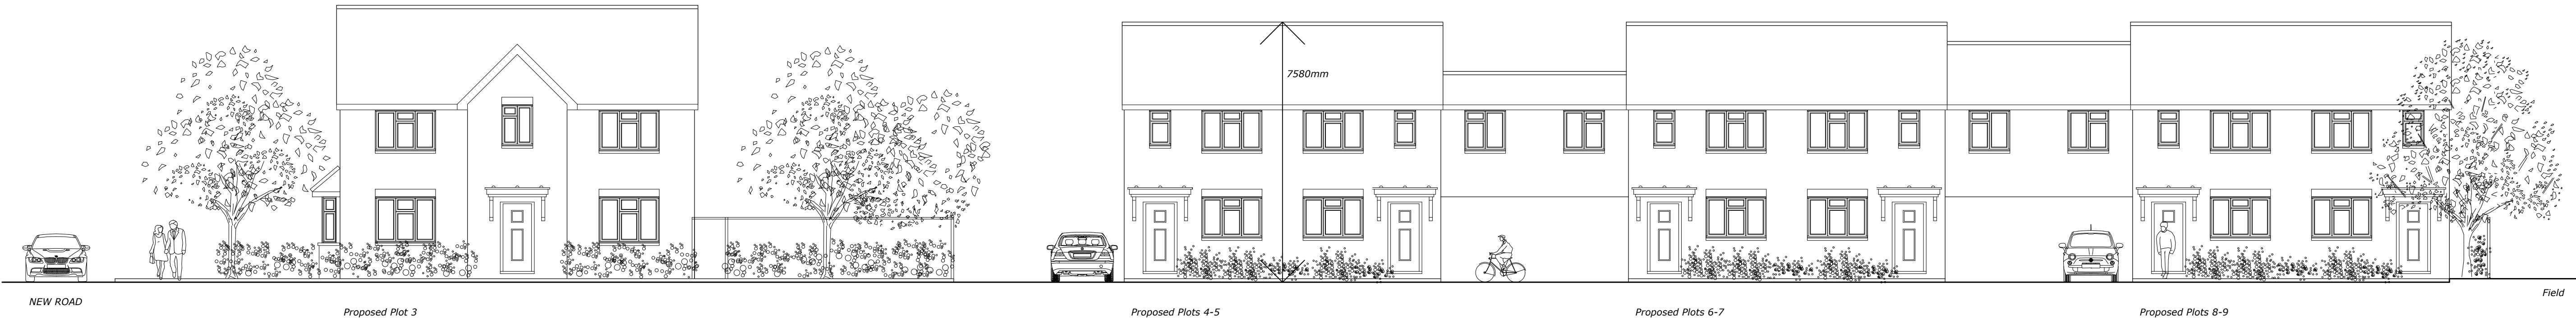 7580mm
NEW ROAD
Field
Proposed Plot 3
Proposed Plots 4-5
Proposed Plots 6-7
Proposed Plots 8-9